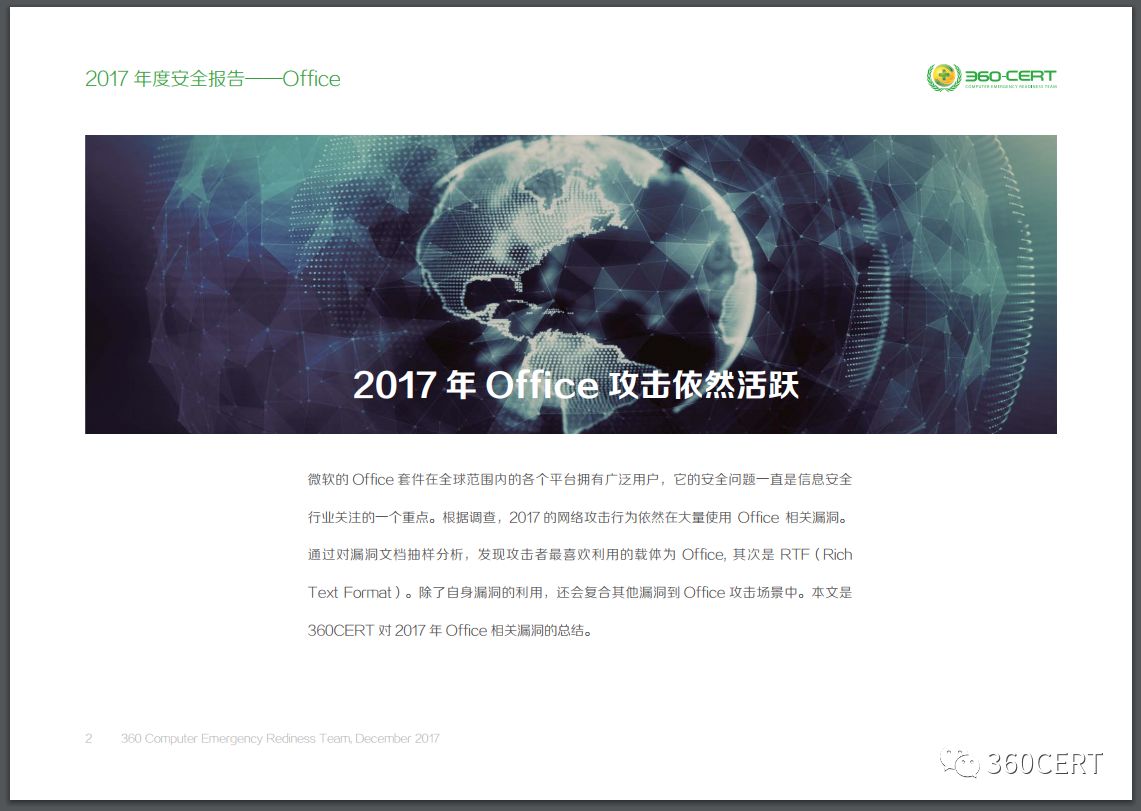 2017 年度安全报告——Office
360-CERT
COMPUTER EMERGENCY READINESS TEAM
2017 年 Office 攻击依然活跃
微软的 Office 套件在全球范围内的各个平台拥有广泛用户，它的安全问题一直是信息安全
行业关注的一个重点。根据调查，2017 的网络攻击行为依然在大量使用 Office 相关漏洞。
通过对漏洞文档抽样分析，发现攻击者最喜欢利用的载体为 Office, 其次是 RTF（Rich
Text Format）。除了自身漏洞的利用，还会复合其他漏洞到 Office 攻击场景中。本文是
360CERT 对 2017 年 Office 相关漏洞的总结。
2 360 Computer Emergency Rediness Team, December 2017
360CERT